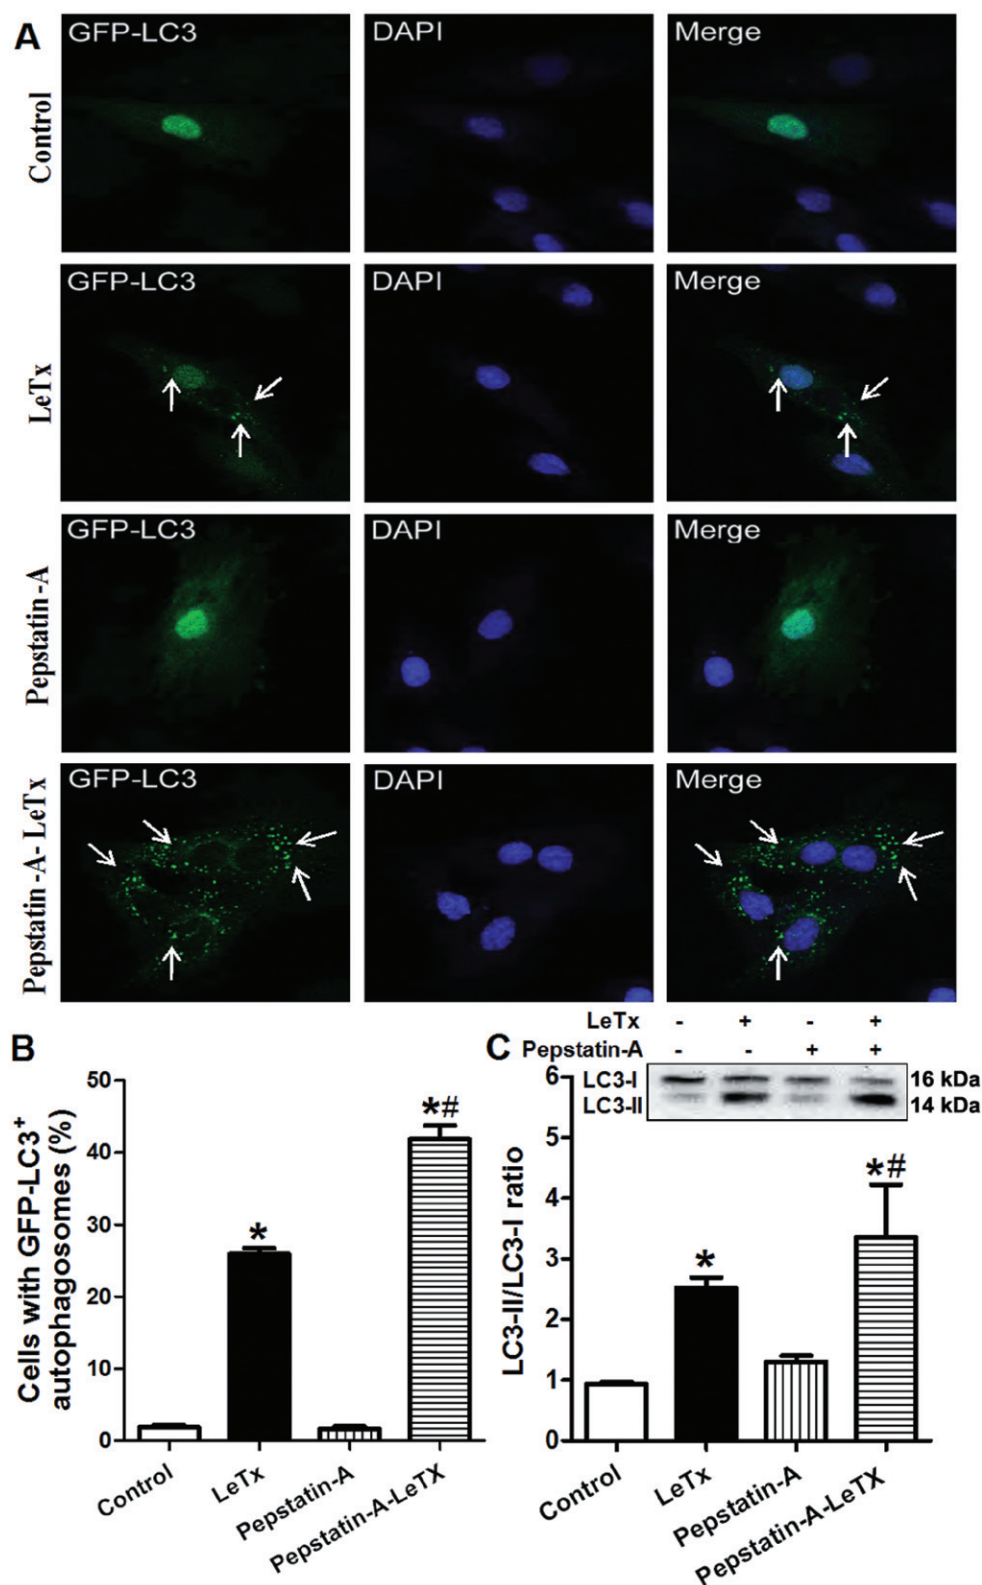 A
GFP-LC3 DAPI Merge
Control
GFP-LC3 DAPI Merge
LeTx
GFP-LC3 DAPI Merge
Pepstatin-A
GFP-LC3 DAPI Merge
Pepstatin-A-LeTx
B
Cells with GFP-LC3+
autophagosomes (%)
50
40
30
20
10
0
*
*#
Control
LeTx
Pepstatin-A
Pepstatin-A-LeTX
C
LeTx - + - +
Pepstatin-A - - + +
LC3-I 16 kDa
LC3-II 14 kDa
LC3-II/LC3-I ratio
6
5
4
3
2
1
0
*
*#
Control
LeTx
Pepstatin-A
Pepstatin-A-LeTX